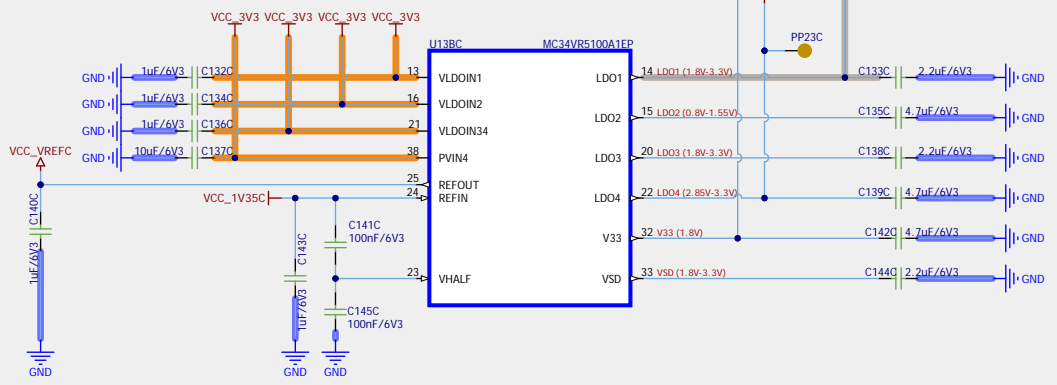 VCC_3V3 VCC_3V3 VCC_3V3 VCC_3V3
PP23C
U13BC MC34VR5100A1EP
GND 1uF/6V3 C132C 13 VLDOIN1 LDO1 14 LDO1 (1.8V-3.3V) C133C 2.2uF/6V3 GND
GND 1uF/6V3 C134C 16 VLDOIN2 LDO2 15 LDO2 (0.8V-1.55V) C135C 4.7uF/6V3 GND
GND 1uF/6V3 C136C 21 VLDOIN34
VCC_VREFC GND 10uF/6V3 C137C 38 PVIN4 LDO3 20 LDO3 (1.8V-3.3V) C138C 2.2uF/6V3 GND
25 REFOUT
VCC_1V35C 24 REFIN LDO4 22 LDO4 (2.85V-3.3V) C139C 4.7uF/6V3 GND
C140C
1uF/6V3
C141C
100nF/6V3
C143C
1uF/6V3
V33 32 V33 (1.8V) C142C 4.7uF/6V3 GND
23 VHALF VSD 33 VSD (1.8V-3.3V) C144C 2.2uF/6V3 GND
C145C
100nF/6V3
GND GND GND